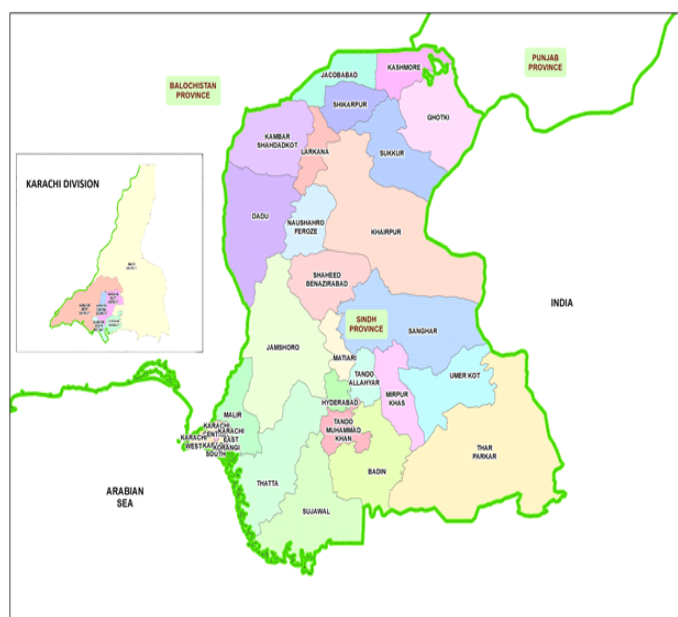 PUNJAB
PROVINCE
KASHMORE
JACOBABAD
BALOCHISTAN
PROVINCE
SHIKARPUR
GHOTKI
KAMBAR
SHAHDADKOT
LARKANA
SUKKUR
KARACHI DIVISION
DADU
NAUSHAHRO
FEROZE
KHAIRPUR
SHAHEED
BENAZIRABAD
INDIA
SINDH
PROVINCE
SANGHAR
JAMSHORO
MATIARI
TANDO
ALLAHYAR
UMER KOT
MIRPUR
KHAS
HYDERABAD
MALIR
TANDO
MUHAMMAD
KHAN
KARACHI
KARACHI
EAST
KARACHI
WEST
KORANGI
SOUTH
THAR
PARKAR
BADIN
THATTA
ARABIAN
SEA
SUJAWAL